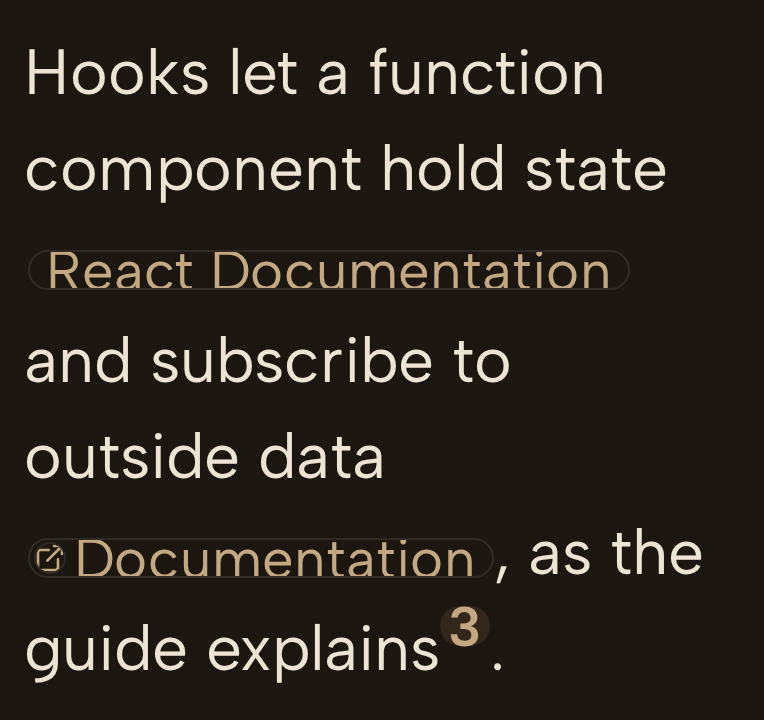 Hooks let a function
component hold state
React Documentation
and subscribe to
outside data
Documentation, as the
guide explains3.